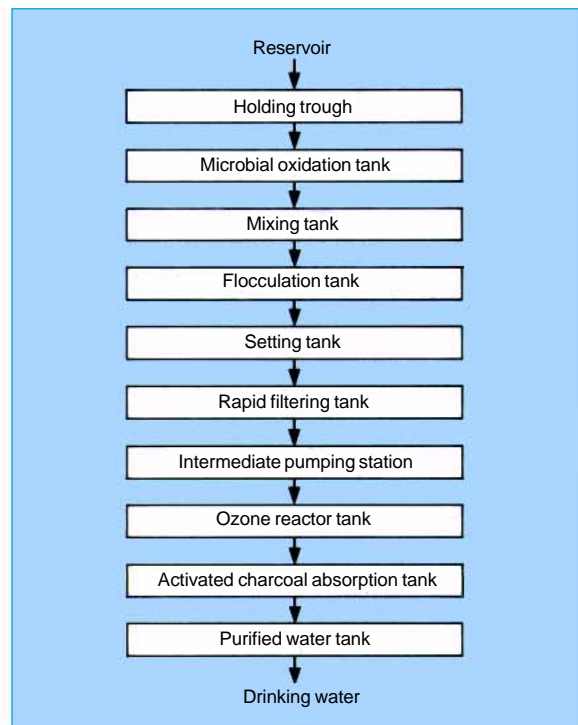 Reservoir
Holding trough
Microbial oxidation tank
Mixing tank
Flocculation tank
Setting tank
Rapid filtering tank
Intermediate pumping station
Ozone reactor tank
Activated charcoal absorption tank
Purified water tank
Drinking water